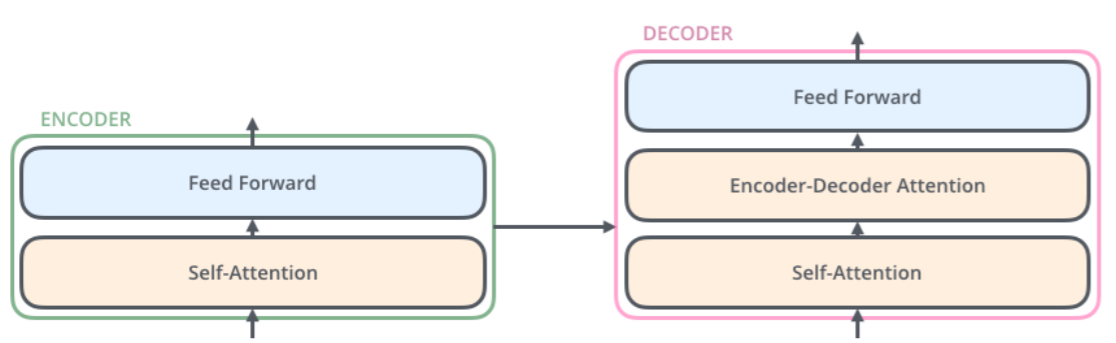 ENCODER
Feed Forward
Self-Attention
DECODER
Feed Forward
Encoder-Decoder Attention
Self-Attention